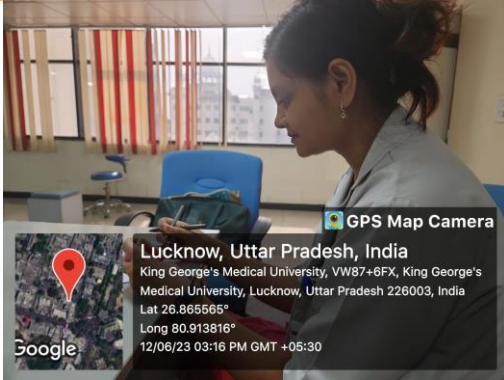 GPS Map Camera
Lucknow, Uttar Pradesh, India
King George's Medical University, VW87+6FX, King George's
Medical University, Lucknow, Uttar Pradesh 226003, India
Lat 26.865565°
Long 80.913816°
12/06/23 03:16 PM GMT +05:30
Google